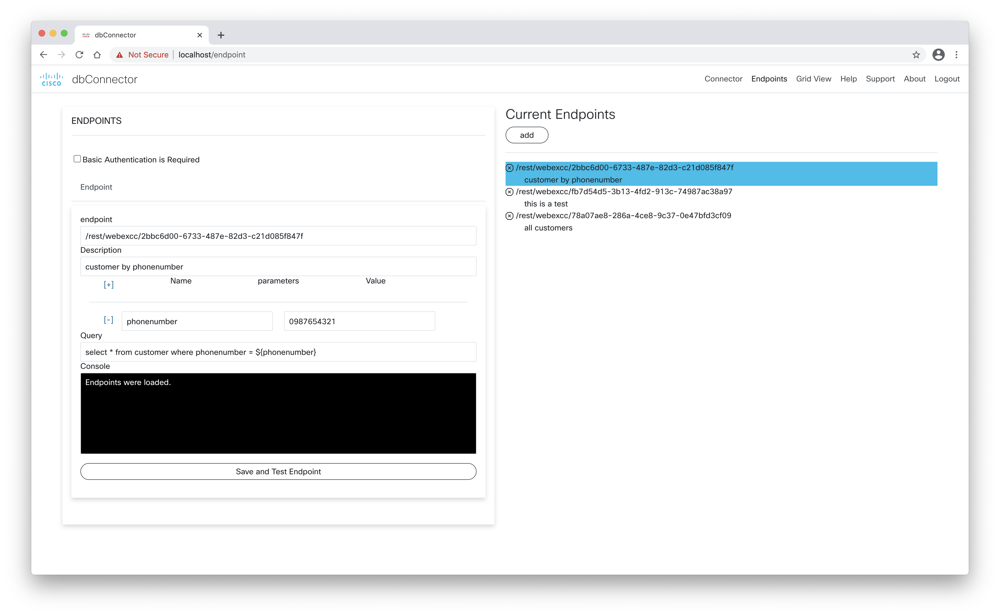 dbConnector
Not Secure localhost/endpoint
CISCO dbConnector Connector Endpoints Grid View Help Support About Logout
ENDPOINTS
Basic Authentication is Required
Endpoint
endpoint
/rest/webexcc/2bbc6d00-6733-487e-82d3-c21d085f847f
Description
customer by phonenumber
[+] Name parameters Value
[-] phonenumber 0987654321
Query
select * from customer where phonenumber = ${phonenumber}
Console
Endpoints were loaded.
Save and Test Endpoint
Current Endpoints
add
/rest/webexcc/2bbc6d00-6733-487e-82d3-c21d085f847f
customer by phonenumber
/rest/webexcc/fb7d54d5-3b13-4fd2-913c-74987ac38a97
this is a test
/rest/webexcc/78a07ae8-286a-4ce8-9c37-0e47bfd3cf09
all customers